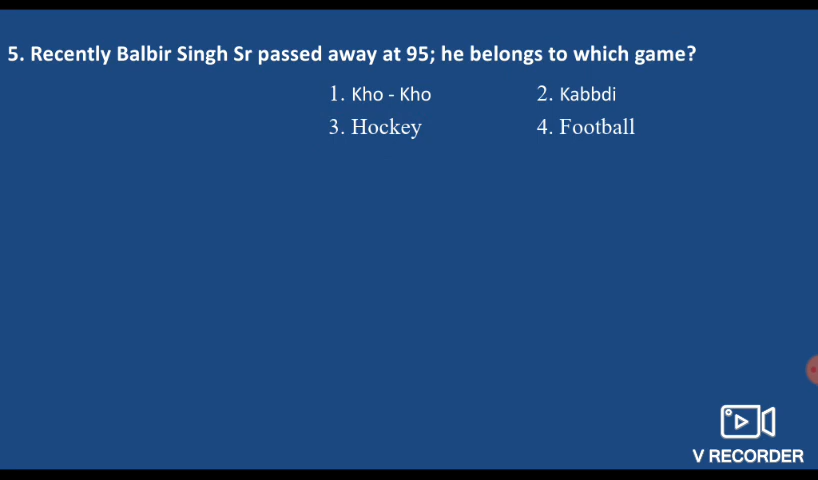 5. Recently Balbir Singh Sr passed away at 95; he belongs to which game?
1. Kho - Kho 2. Kabbdi
3. Hockey 4. Football
V RECORDER